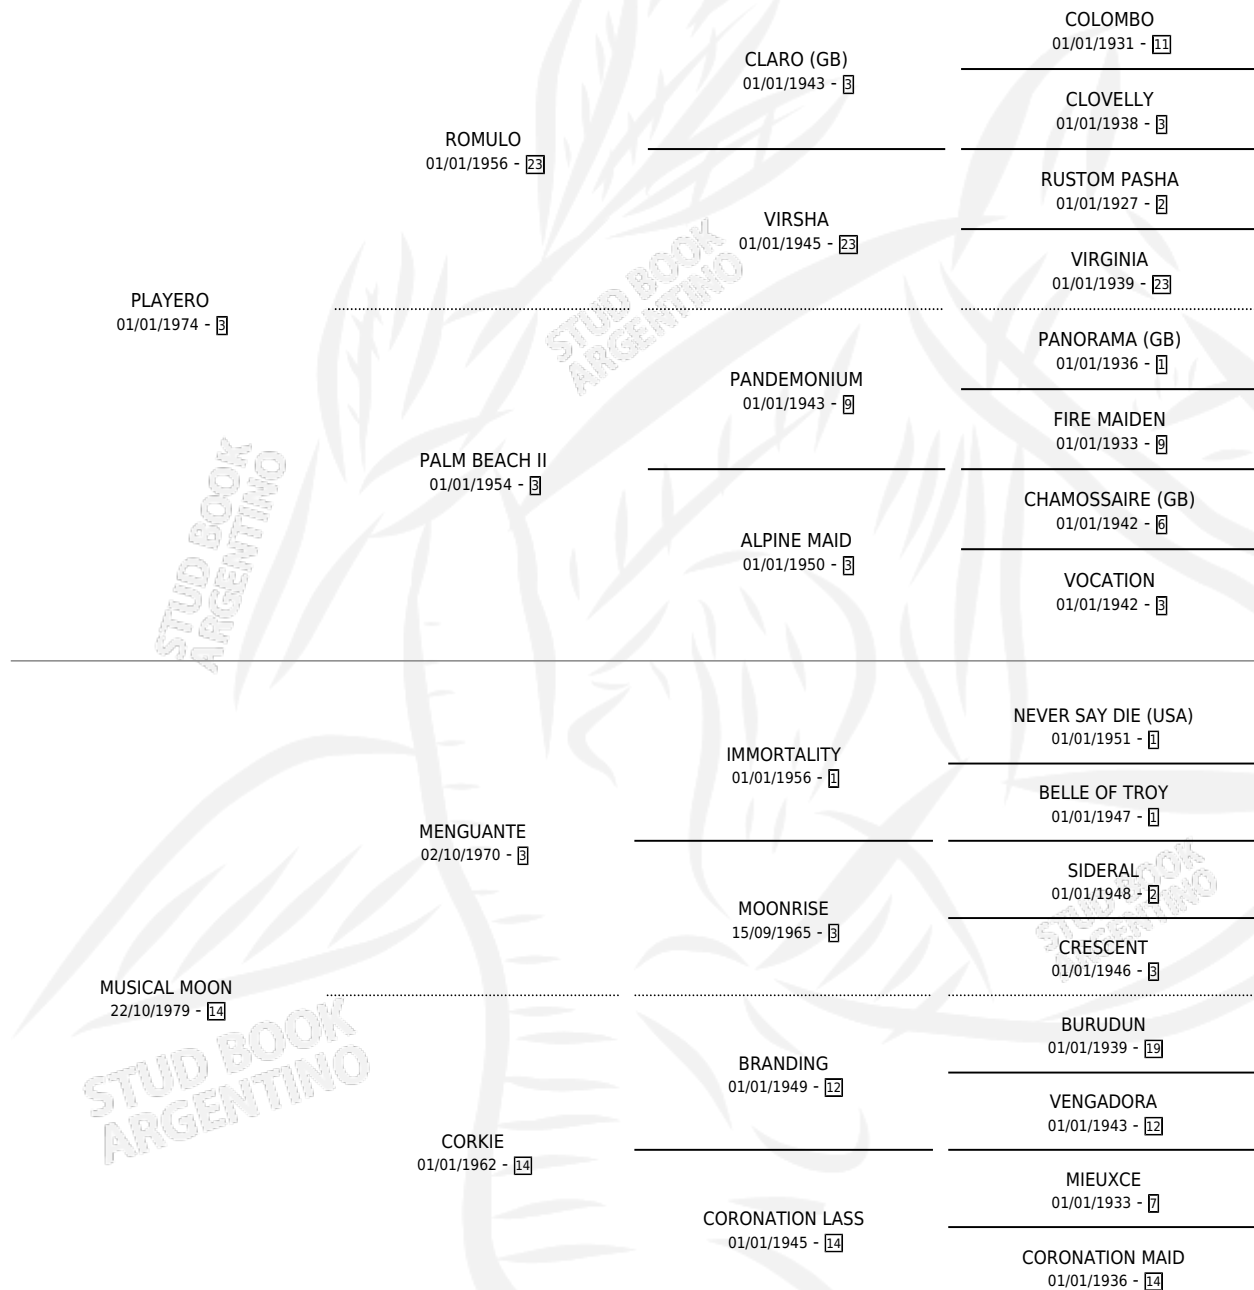 COLOMBO
01/01/1931 - 11
CLARO (GB)
01/01/1943 - 3
CLOVELLY
01/01/1938 - 3
ROMULO
01/01/1956 - 23
RUSTOM PASHA
01/01/1927 - 2
VIRSHA
01/01/1945 - 23
VIRGINIA
01/01/1939 - 23
PLAYERO
01/01/1974 - 3
STUD BOOK
ARGENTINO
PANORAMA (GB)
01/01/1936 - 1
PANDEMONIUM
01/01/1943 - 9
FIRE MAIDEN
01/01/1933 - 9
PALM BEACH II
01/01/1954 - 3
CHAMOSSAIRE (GB)
01/01/1942 - 6
ALPINE MAID
01/01/1950 - 3
VOCATION
01/01/1942 - 3
STUD BOOK
ARGENTINO
NEVER SAY DIE (USA)
01/01/1951 - 1
IMMORTALITY
01/01/1956 - 1
BELLE OF TROY
01/01/1947 - 1
MENGUANTE
02/10/1970 - 3
SIDERAL
01/01/1948 - 2
MOONRISE
15/09/1965 - 3
CRESCENT
01/01/1946 - 3
STUD BOOK
ARGENTINO
MUSICAL MOON
22/10/1979 - 14
STUD BOOK
ARGENTINO
BURUDUN
01/01/1939 - 19
BRANDING
01/01/1949 - 12
VENGADORA
01/01/1943 - 12
CORKIE
01/01/1962 - 14
MIEUXCE
01/01/1933 - 7
CORONATION LASS
01/01/1945 - 14
CORONATION MAID
01/01/1936 - 14